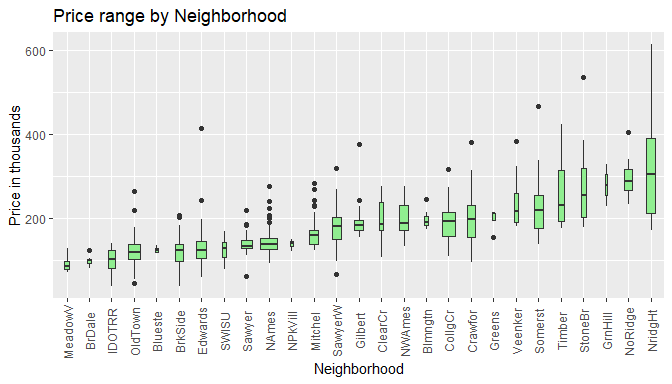 Price range by Neighborhood
Price in thousands
600
400
200
MeadowV
BrDale
IDOTRR
OldTown
Blueste
BrkSide
Edwards
SWISU
Sawyer
NAmes
NPkVill
Mitchel
SawyerW
Gilbert
ClearCr
NWAmes
Blmngtn
CollgCr
Crawfor
Greens
Veenker
Somerst
Timber
StoneBr
GrnHill
NoRidge
NridgHt
Neighborhood